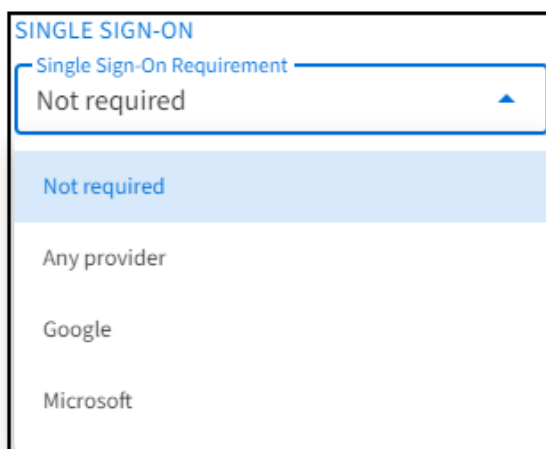 SINGLE SIGN-ON
Single Sign-On Requirement
Not required
Not required
Any provider
Google
Microsoft